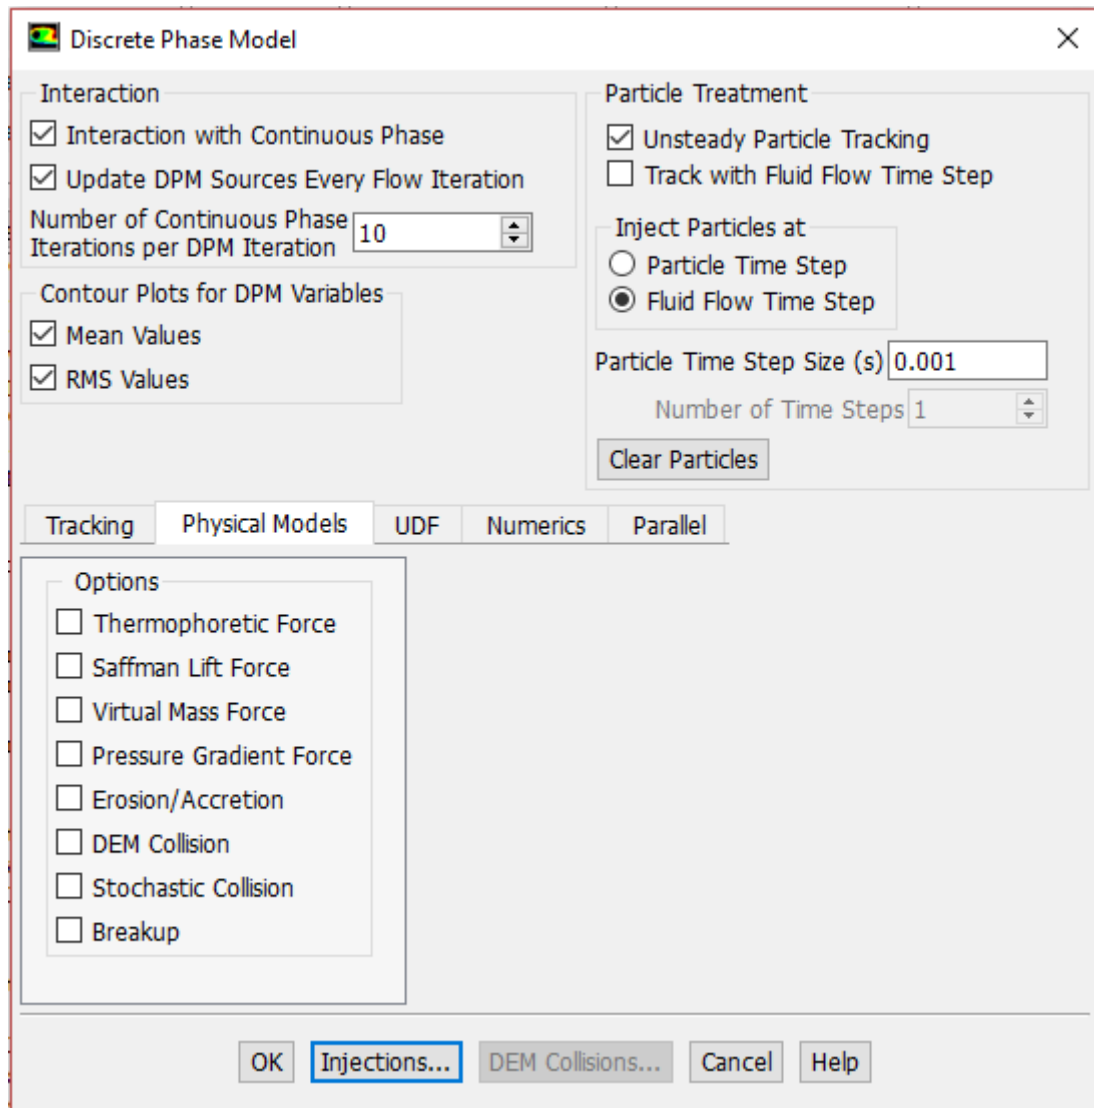 Discrete Phase Model
Interaction
Interaction with Continuous Phase
Update DPM Sources Every Flow Iteration
Number of Continuous Phase
Iterations per DPM Iteration
10
Contour Plots for DPM Variables
Mean Values
RMS Values
Particle Treatment
Unsteady Particle Tracking
Track with Fluid Flow Time Step
Inject Particles at
Particle Time Step
Fluid Flow Time Step
Particle Time Step Size (s) 0.001
Number of Time Steps 1
Clear Particles
Tracking Physical Models UDF Numerics Parallel
Options
Thermophoretic Force
Saffman Lift Force
Virtual Mass Force
Pressure Gradient Force
Erosion/Accretion
DEM Collision
Stochastic Collision
Breakup
OK Injections... DEM Collisions... Cancel Help